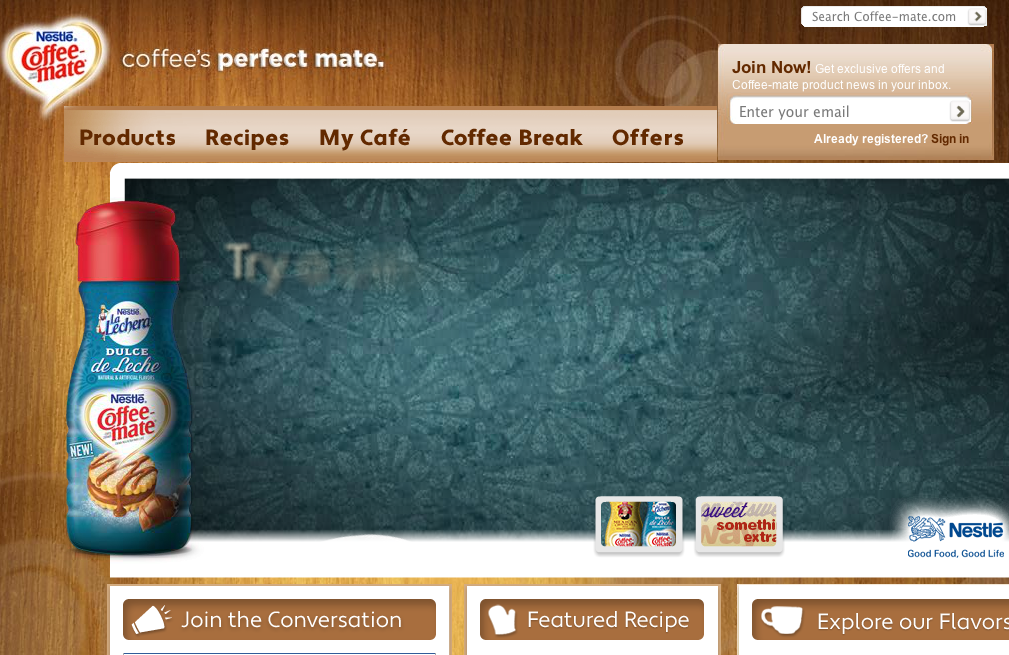 Search Coffee-mate.com
Nestlé
Coffee-
mate
coffee's perfect mate.
Join Now! Get exclusive offers and
Coffee-mate product news in your inbox.
Enter your email
Already registered? Sign in
Products
Recipes
My Café
Coffee Break
Offers
Try
Nestlé
La
Lechera
DULCE
de Leche
NATURAL & ARTIFICIAL FLAVORS
Nestlé
Coffee-
mate
NEW!
sweet
somethi
extra
Nestlé
Good Food, Good Life
Join the Conversation
Featured Recipe
Explore our Flavors